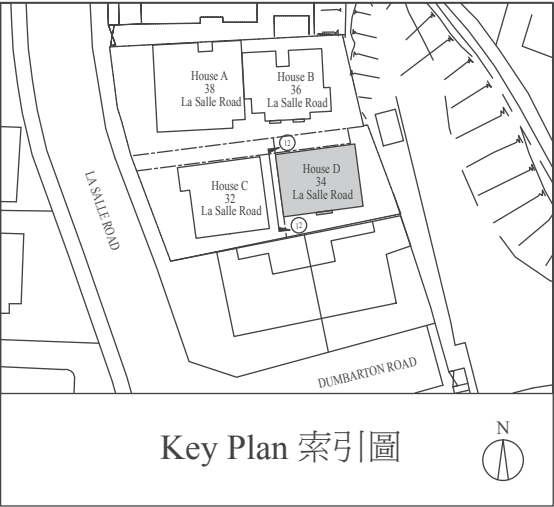 House A
38
La Salle Road
House B
36
La Salle Road
12
House C
32
La Salle Road
House D
34
La Salle Road
12
LA SALLE ROAD
DUMBARTON ROAD
Key Plan 索引圖
N